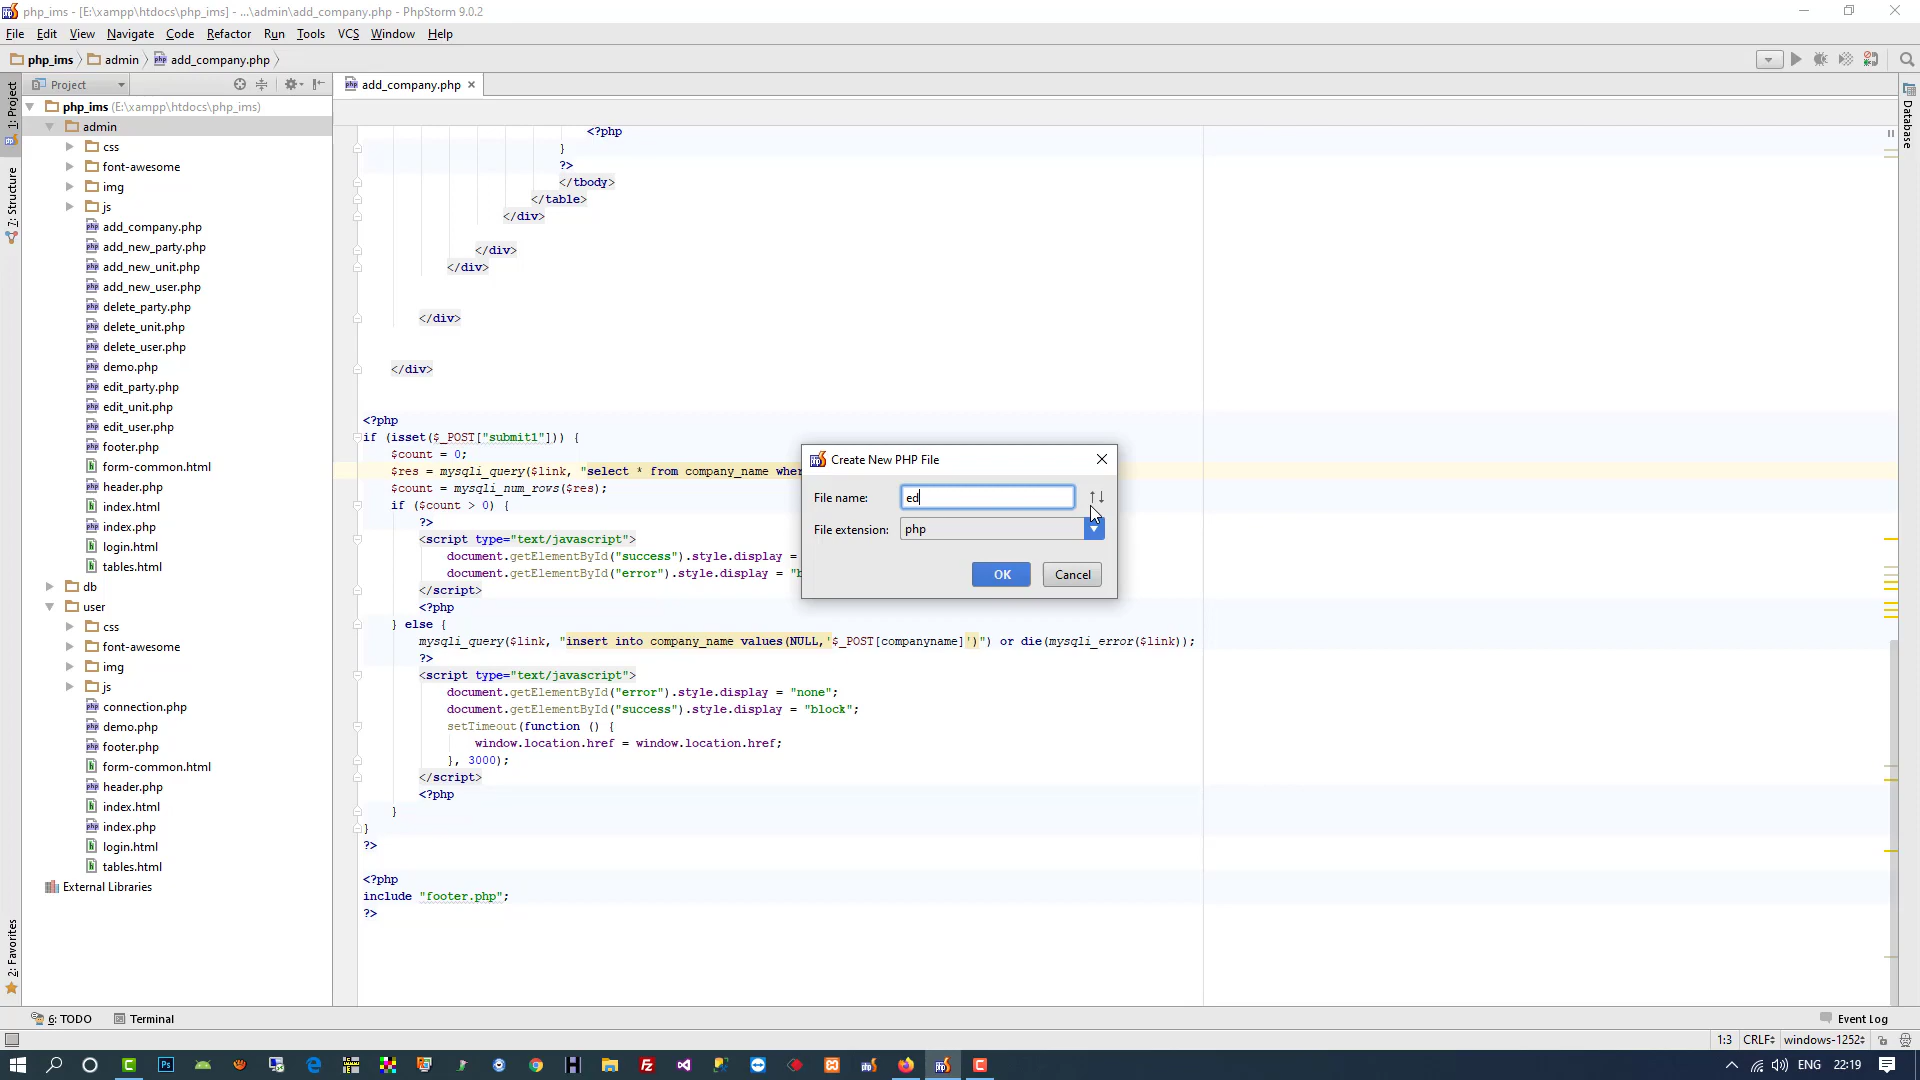 php_ims - [E:\xampp\htdocs\php_ims] - ...\admin\add_company.php - PhpStorm 9.0.2
File Edit View Navigate Code Refactor Run Tools VCS Window Help
php_ims admin add_company.php
Project
add_company.php
1: Project
7: Structure
2: Favorites
Database
php_ims (E:\xampp\htdocs\php_ims)
admin
css
font-awesome
img
js
add_company.php
add_new_party.php
add_new_unit.php
add_new_user.php
delete_party.php
delete_unit.php
delete_user.php
demo.php
edit_party.php
edit_unit.php
edit_user.php
footer.php
form-common.html
header.php
index.html
index.php
login.html
tables.html
db
user
css
font-awesome
img
js
connection.php
demo.php
footer.php
form-common.html
header.php
index.html
index.php
login.html
tables.html
External Libraries
<?php
}
?>
</tbody>
</table>
</div>
</div>
</div>
</div>
</div>
<?php
if (isset($_POST["submit1"])) {
$count = 0;
$res = mysqli_query($link, "select * from company_name wher
$count = mysqli_num_rows($res);
if ($count > 0) {
?>
<script type="text/javascript">
document.getElementById("success").style.display =
document.getElementById("error").style.display = "b
</script>
<?php
} else {
mysqli_query($link, "insert into company_name values(NULL,'$_POST[companyname]')") or die(mysqli_error($link));
?>
<script type="text/javascript">
document.getElementById("error").style.display = "none";
document.getElementById("success").style.display = "block";
setTimeout(function () {
window.location.href = window.location.href;
}, 3000);
</script>
<?php
}
}
?>
<?php
include "footer.php";
?>
Create New PHP File
File name: ed
File extension: php
OK Cancel
6: TODO Terminal Event Log
1:3 CRLF windows-1252
ENG 22:19